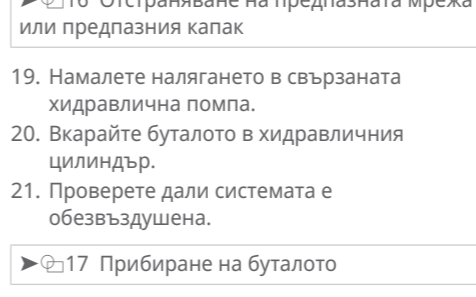 ➤16 Отстраняване на предпазната мрежа
или предпазния капак
19. Намалете налягането в свързаната
хидравлична помпа.
20. Вкарайте буталото в хидравличния
цилиндър.
21. Проверете дали системата е
обезвъздушена.
➤17 Прибиране на буталото